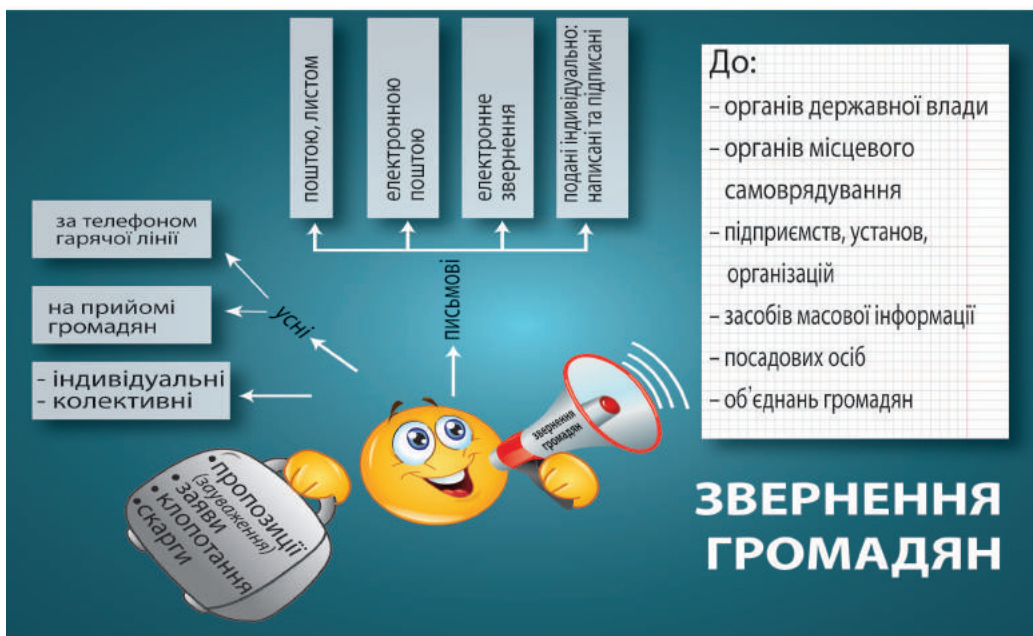 поштою, листом
електронною
поштою
електронне
звернення
подані індивідуально:
написані та підписані
До:
– органів державної влади
– органів місцевого
самоврядування
– підприємств, установ,
організацій
– засобів масової інформації
– посадових осіб
– об'єднань громадян
за телефоном
гарячої лінії
на прийомі
громадян
- індивідуальні
- колективні
усні
письмові
звернення
громадян
•пропозиції
(зауваження)
• заяви
• клопотання
•скарги
ЗВЕРНЕННЯ
ГРОМАДЯН